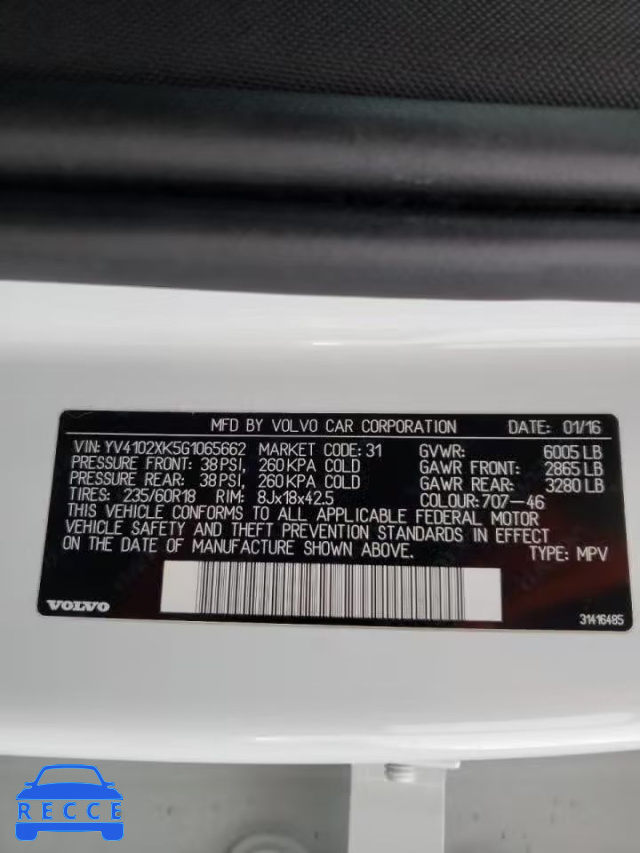 MFD BY VOLVO CAR CORPORATION DATE: 01/16
VIN: YV4102XK5G1065662 MARKET CODE: 31 GVWR: 6005 LB
PRESSURE FRONT: 38 PSI, 260 KPA COLD GAWR FRONT: 2865 LB
PRESSURE REAR: 38 PSI, 260 KPA COLD GAWR REAR: 3280 LB
TIRES: 235/60R18 RIM: 8Jx18x42.5 COLOUR: 707-46
THIS VEHICLE CONFORMS TO ALL APPLICABLE FEDERAL MOTOR
VEHICLE SAFETY AND THEFT PREVENTION STANDARDS IN EFFECT
ON THE DATE OF MANUFACTURE SHOWN ABOVE. TYPE: MPV
VOLVO 31416485
RECCE